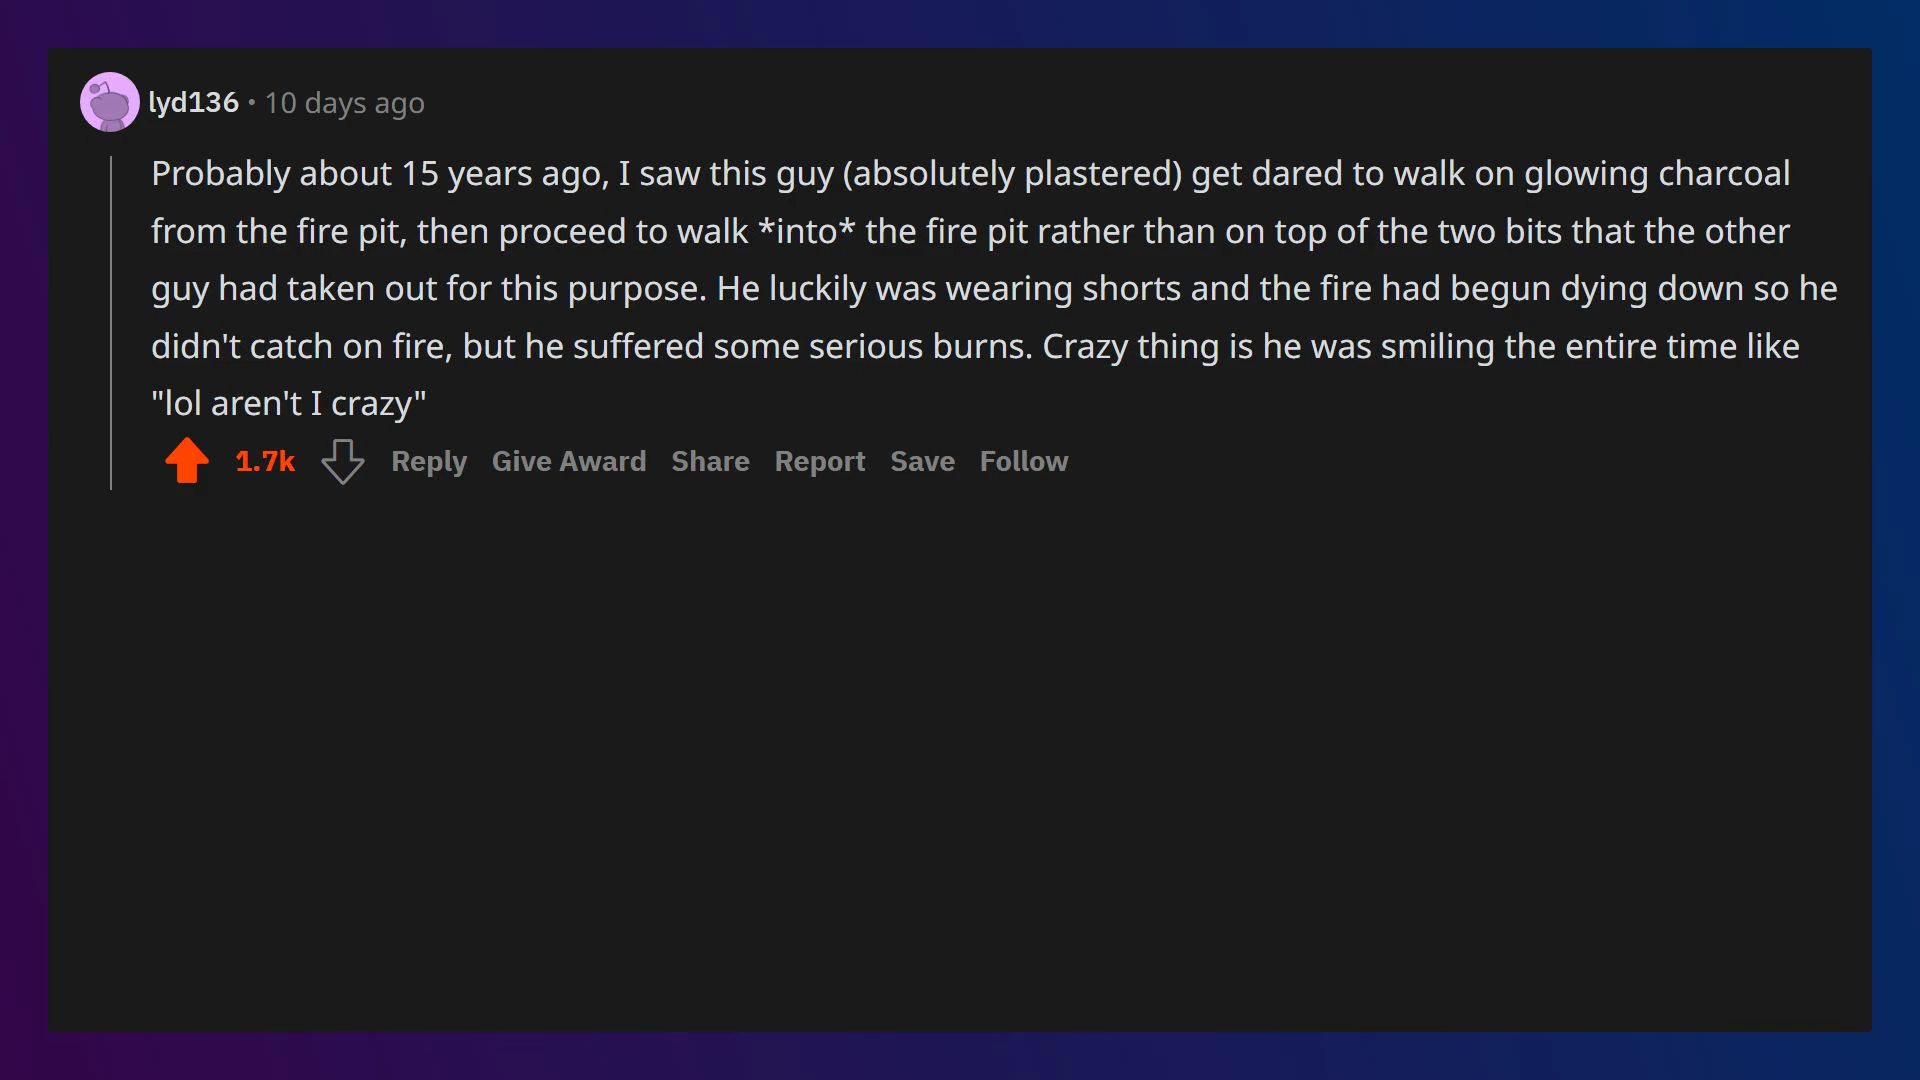 lyd136 • 10 days ago
Probably about 15 years ago, I saw this guy (absolutely plastered) get dared to walk on glowing charcoal
from the fire pit, then proceed to walk *into* the fire pit rather than on top of the two bits that the other
guy had taken out for this purpose. He luckily was wearing shorts and the fire had begun dying down so he
didn't catch on fire, but he suffered some serious burns. Crazy thing is he was smiling the entire time like
"lol aren't I crazy"
1.7k Reply Give Award Share Report Save Follow